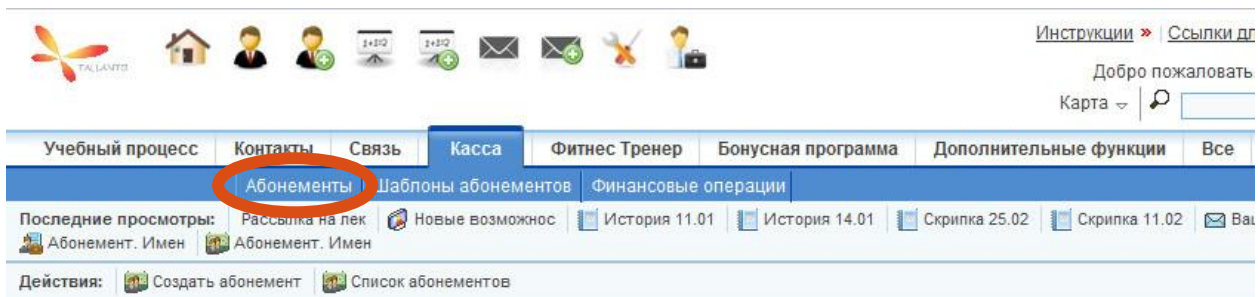 TALLANTO
Инструкции » Ссылки дл
Добро пожаловать
Карта
Учебный процесс Контакты Связь Касса Фитнес Тренер Бонусная программа Дополнительные функции Все
Абонементы Шаблоны абонементов Финансовые операции
Последние просмотры: Рассылка на лек Новые возможнос История 11.01 История 14.01 Скрипка 25.02 Скрипка 11.02 Ваш
Абонемент. Имен Абонемент. Имен
Действия: Создать абонемент Список абонементов